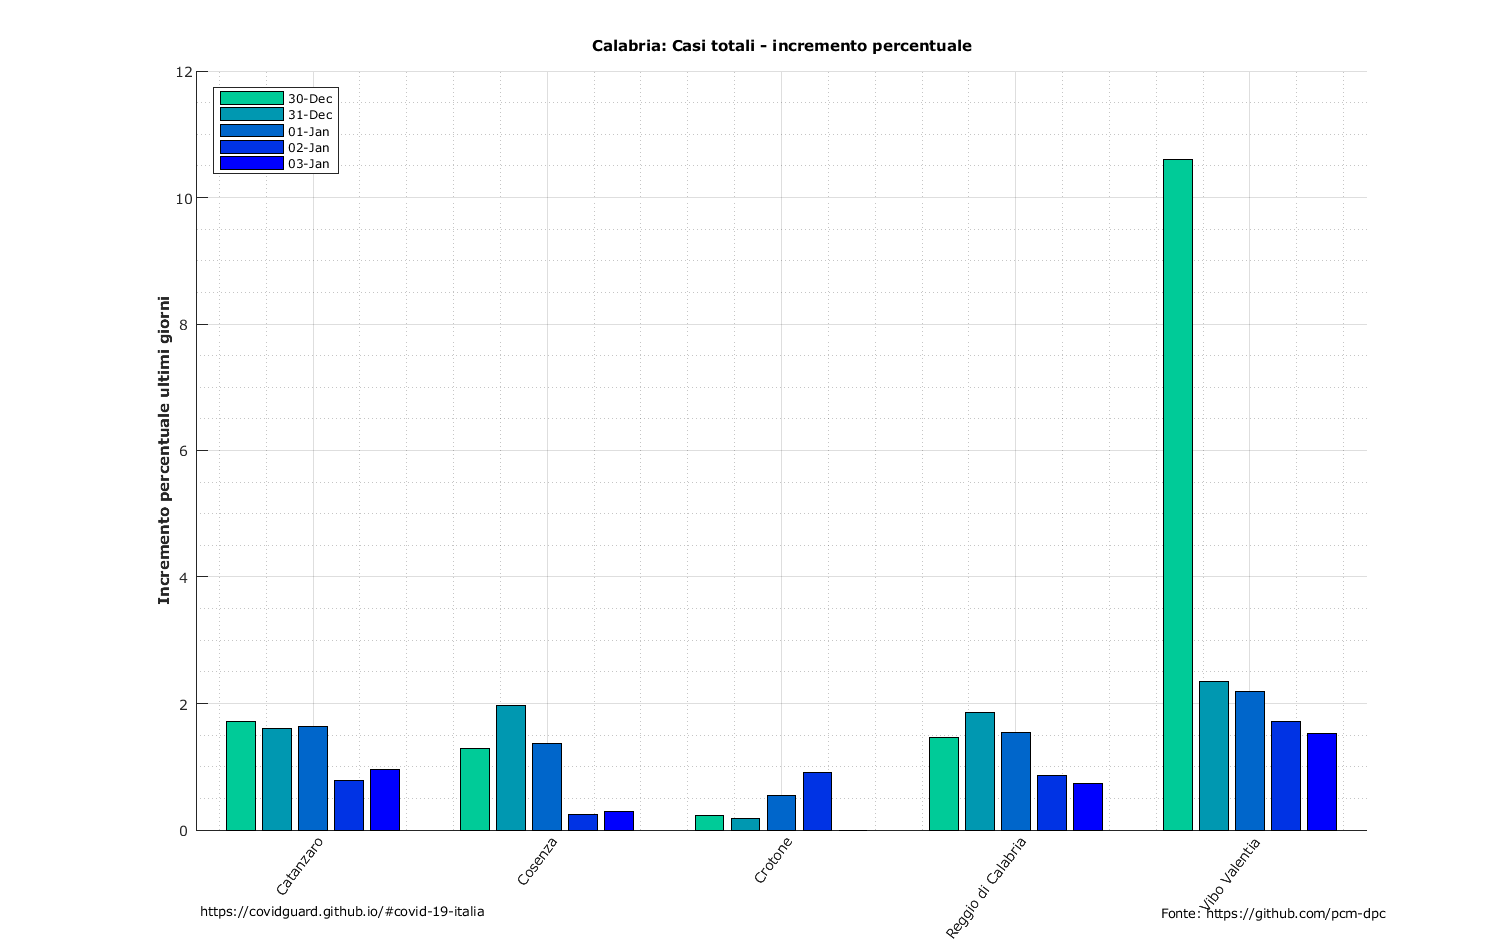 Calabria: Casi totali - incremento percentuale
12
10
8
6
4
2
0
30-Dec
31-Dec
01-Jan
02-Jan
03-Jan
Incremento percentuale ultimi giorni
Catanzaro
Cosenza
Crotone
Reggio di Calabria
Vibo Valentia
https://covidguard.github.io/#covid-19-italia
Fonte: https://github.com/pcm-dpc